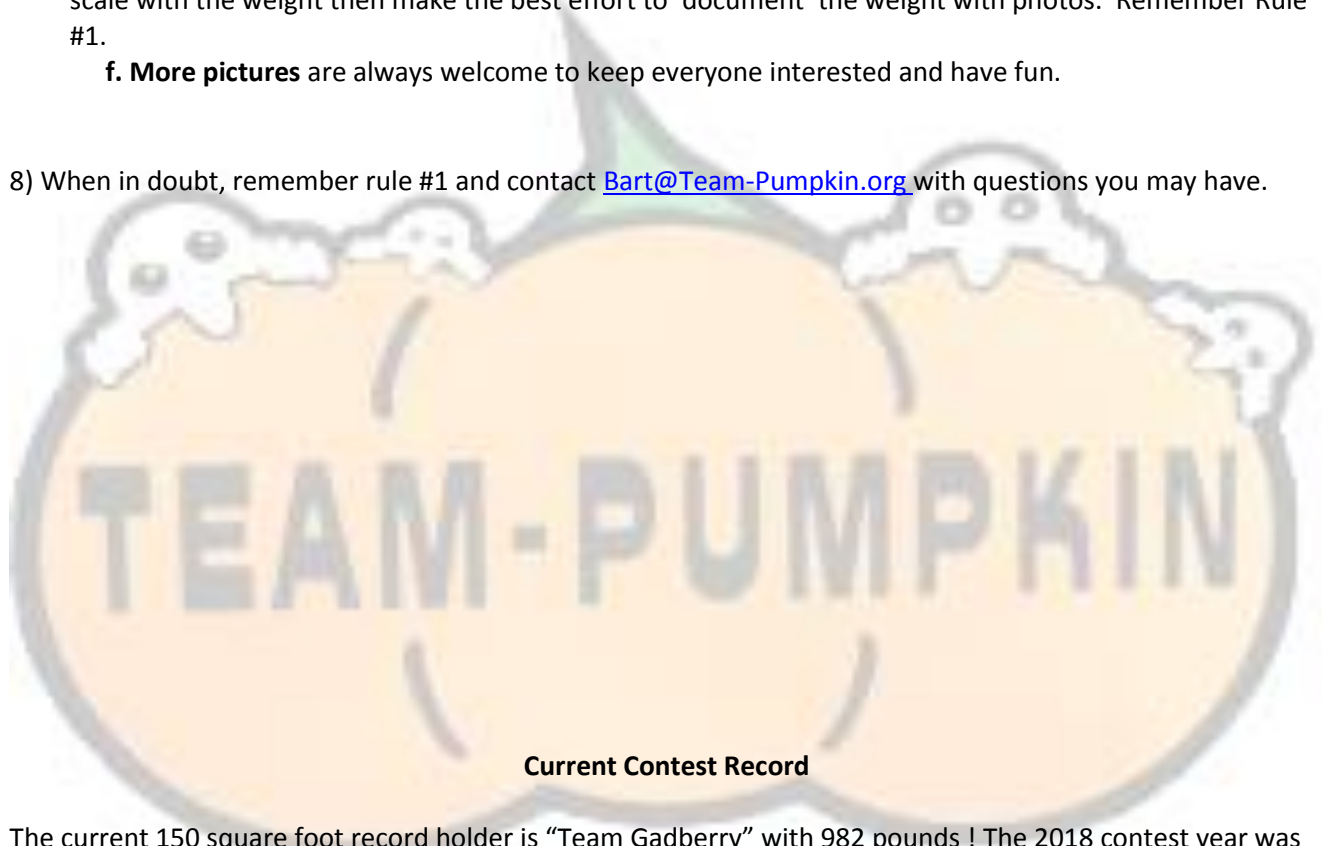 scale with the weight then make the best effort to “document” the weight with photos. Remember Rule
#1.
f. More pictures are always welcome to keep everyone interested and have fun.
8) When in doubt, remember rule #1 and contact Bart@Team-Pumpkin.org with questions you may have.
TEAM-PUMPKIN
Current Contest Record
The current 150 square foot record holder is “Team Gadberry” with 982 pounds ! The 2018 contest year was